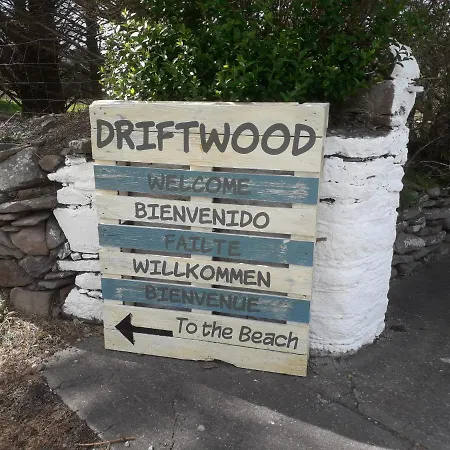 DRIFTWOOD
WELCOME
BIENVENIDO
FAILTE
WILLKOMMEN
BIENVENUE
To the Beach